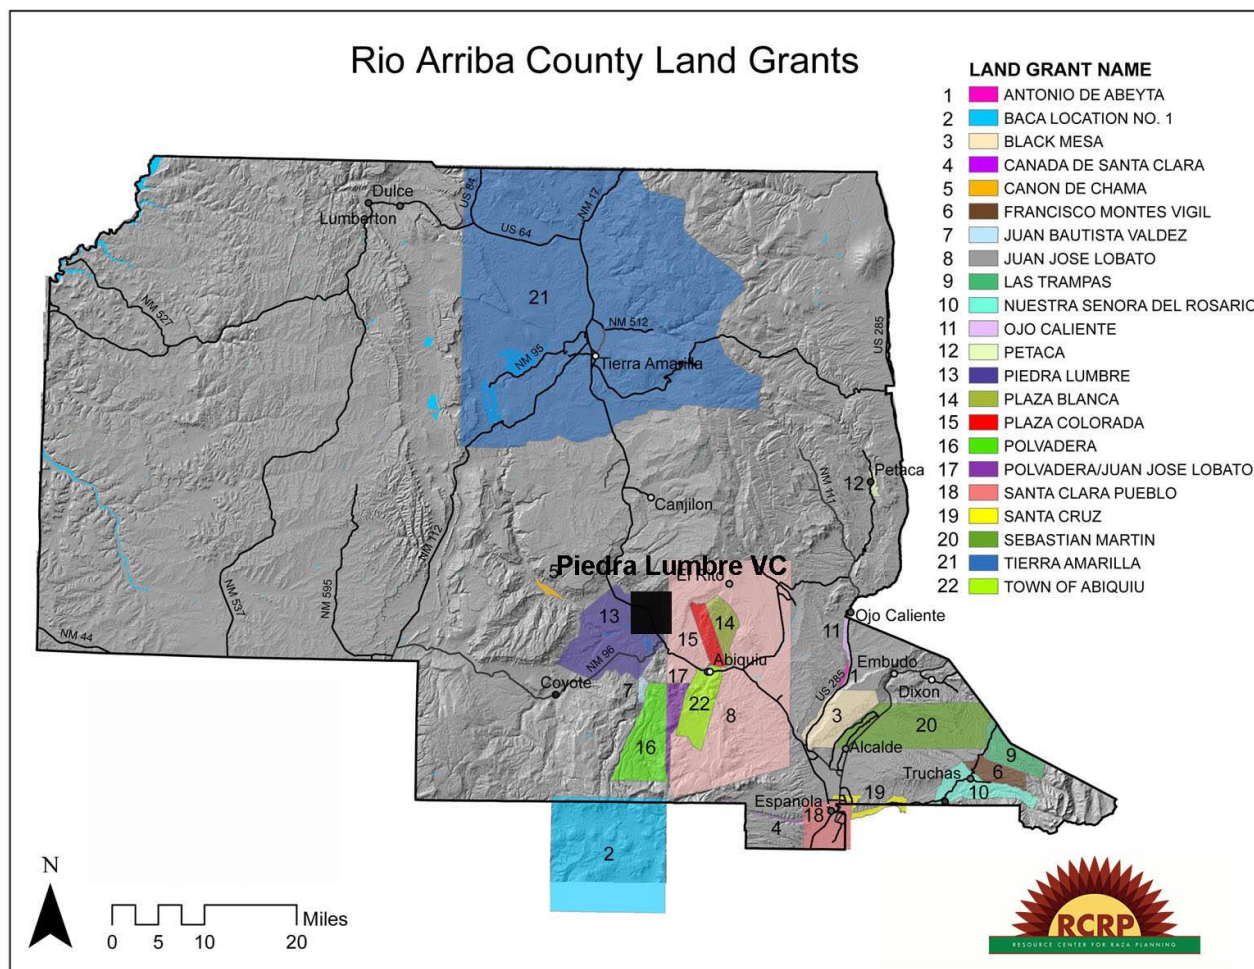 Rio Arriba County Land Grants
LAND GRANT NAME
1 ANTONIO DE ABEYTA
2 BACA LOCATION NO. 1
3 BLACK MESA
4 CANADA DE SANTA CLARA
5 CANON DE CHAMA
6 FRANCISCO MONTES VIGIL
7 JUAN BAUTISTA VALDEZ
8 JUAN JOSE LOBATO
9 LAS TRAMPAS
10 NUESTRA SENORA DEL ROSARIO
11 OJO CALIENTE
12 PETACA
13 PIEDRA LUMBRE
14 PLAZA BLANCA
15 PLAZA COLORADA
16 POLVADERA
17 POLVADERA/JUAN JOSE LOBATO
18 SANTA CLARA PUEBLO
19 SANTA CRUZ
20 SEBASTIAN MARTIN
21 TIERRA AMARILLA
22 TOWN OF ABIQUIU
Dulce
Lumberton
US 84
NM 17
US 64
21
NM 527
NM 512
US 285
NM 95
Tierra Amarilla
Petaca
12
NM 111
Canjilon
NM 112
Piedra Lumbre VC
5
El Rito
NM 537
NM 595
13
14
15
11
Ojo Caliente
NM 44
NM 96
Abiquiu
Embudo
1
Coyote
7
17
US 285
Dixon
22
8
3
20
16
Alcalde
9
Truchas
6
10
Espanola
19
18
4
2
N
Miles
0 5 10 20
RCRP
RESOURCE CENTER FOR RAZA PLANNING